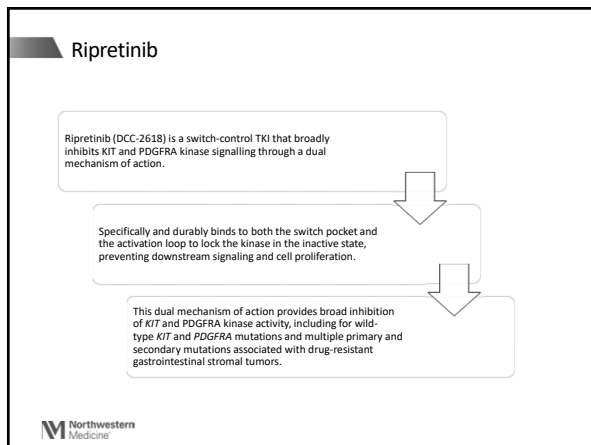 Ripretinib
Ripretinib (DCC-2618) is a switch-control TKI that broadly
inhibits KIT and PDGFRA kinase signalling through a dual
mechanism of action.
Specifically and durably binds to both the switch pocket and
the activation loop to lock the kinase in the inactive state,
preventing downstream signaling and cell proliferation.
This dual mechanism of action provides broad inhibition
of KIT and PDGFRA kinase activity, including for wild-
type KIT and PDGFRA mutations and multiple primary and
secondary mutations associated with drug-resistant
gastrointestinal stromal tumors.
NM Northwestern
Medicine®